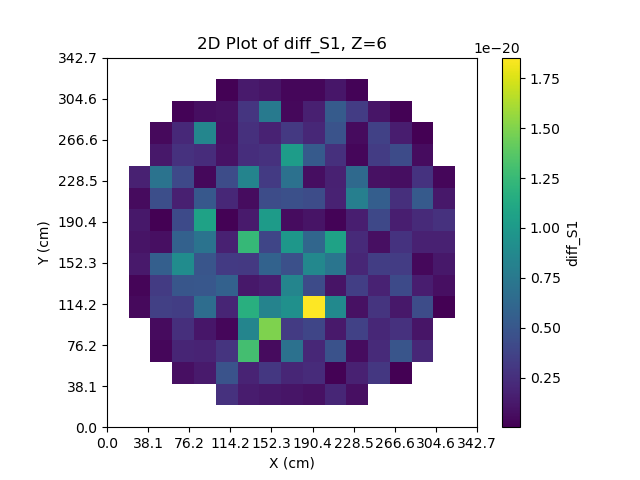 2D Plot of diff_S1, Z=6
1e−20
342.7
304.6
266.6
228.5
190.4
152.3
114.2
76.2
38.1
0.0
Y (cm)
0.0 38.1 76.2 114.2 152.3 190.4 228.5 266.6 304.6 342.7
X (cm)
1.75
1.50
1.25
1.00
0.75
0.50
0.25
diff_S1